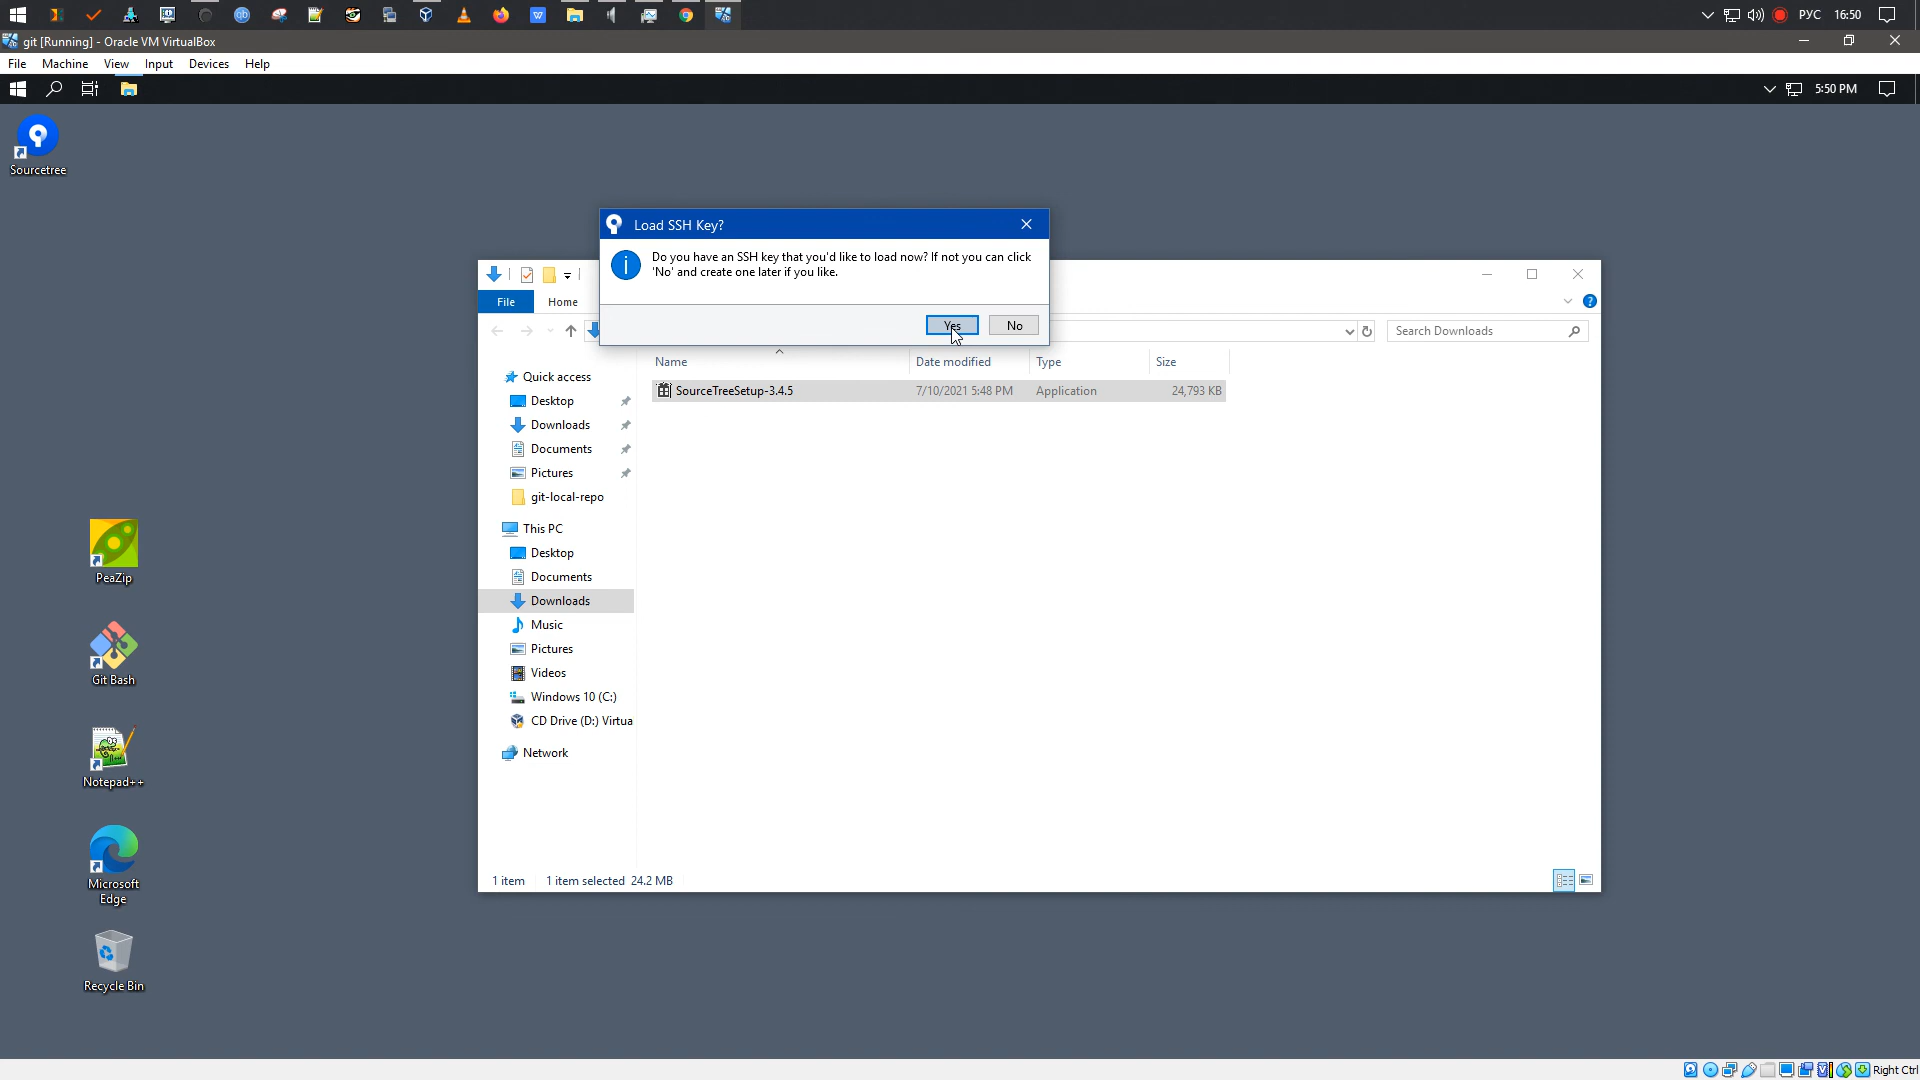 РУС
16:50
git [Running] - Oracle VM VirtualBox
File
Machine
View
Input
Devices
Help
5:50 PM
Sourcetree
Load SSH Key?
Do you have an SSH key that you'd like to load now? If not you can click
'No' and create one later if you like.
Yes
No
File
Home
Search Downloads
Name
Date modified
Type
Size
SourceTreeSetup-3.4.5
7/10/2021 5:48 PM
Application
24,793 KB
Quick access
Desktop
Downloads
Documents
Pictures
git-local-repo
This PC
Desktop
Documents
Downloads
Music
Pictures
Videos
Windows 10 (C:)
CD Drive (D:) Virtua
Network
1 item
1 item selected 24.2 MB
PeaZip
Git Bash
Notepad++
Microsoft
Edge
Recycle Bin
Right Ctrl